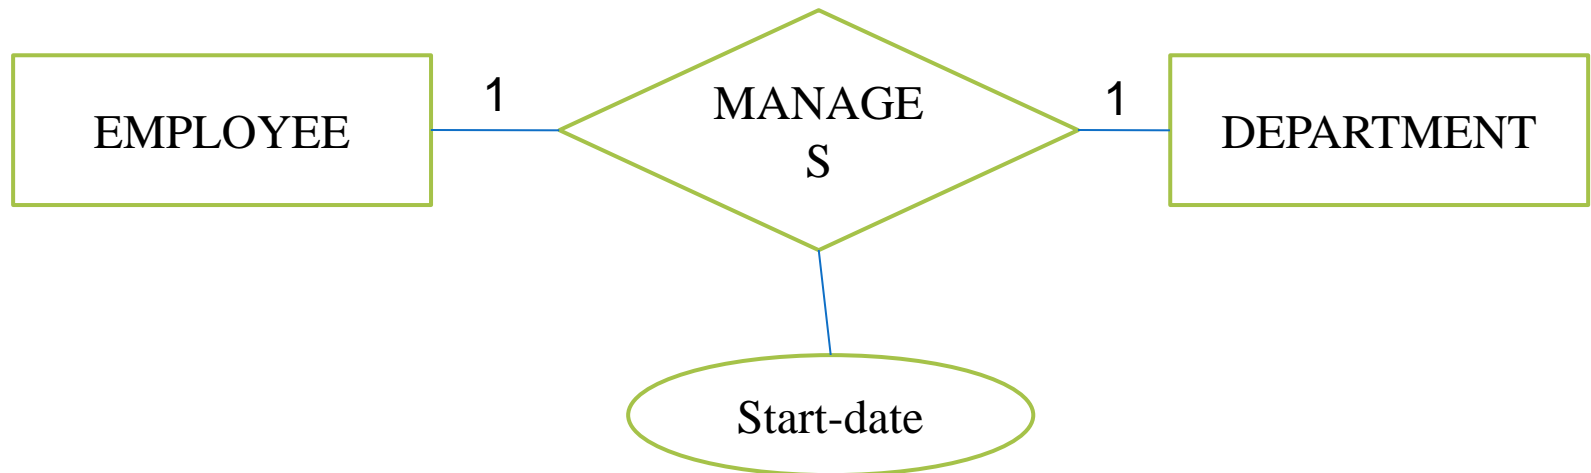 EMPLOYEE
1
MANAGE
S
1
DEPARTMENT
Start-date